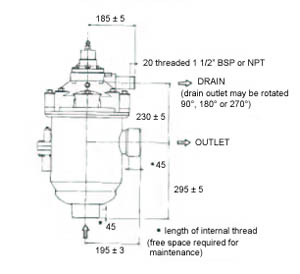 185 ± 5
20 threaded 1 1/2" BSP or NPT
DRAIN
(drain outlet may be rotated
90°, 180° or 270°)
230 ± 5
OUTLET
* 45
295 ± 5
* 45
* length of internal thread
(free space required for
maintenance)
195 ± 3